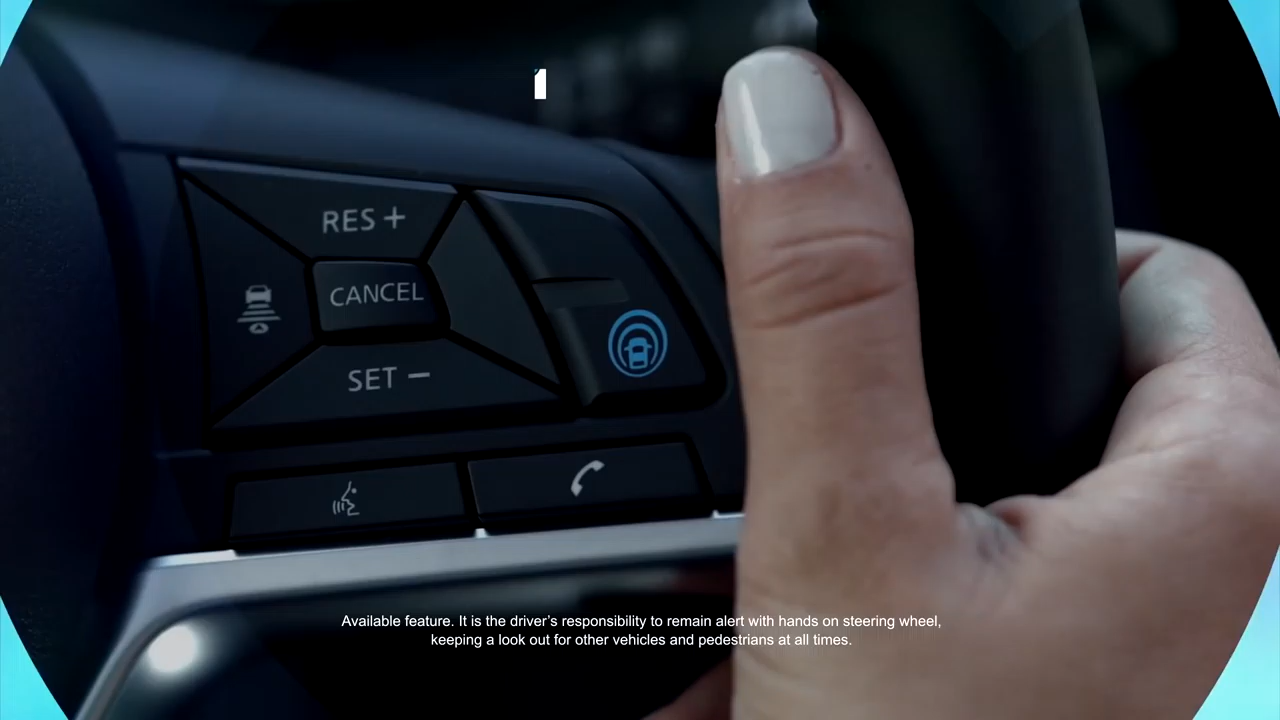 RES +
CANCEL
SET –
Available feature. It is the driver’s responsibility to remain alert with hands on steering wheel,
keeping a look out for other vehicles and pedestrians at all times.